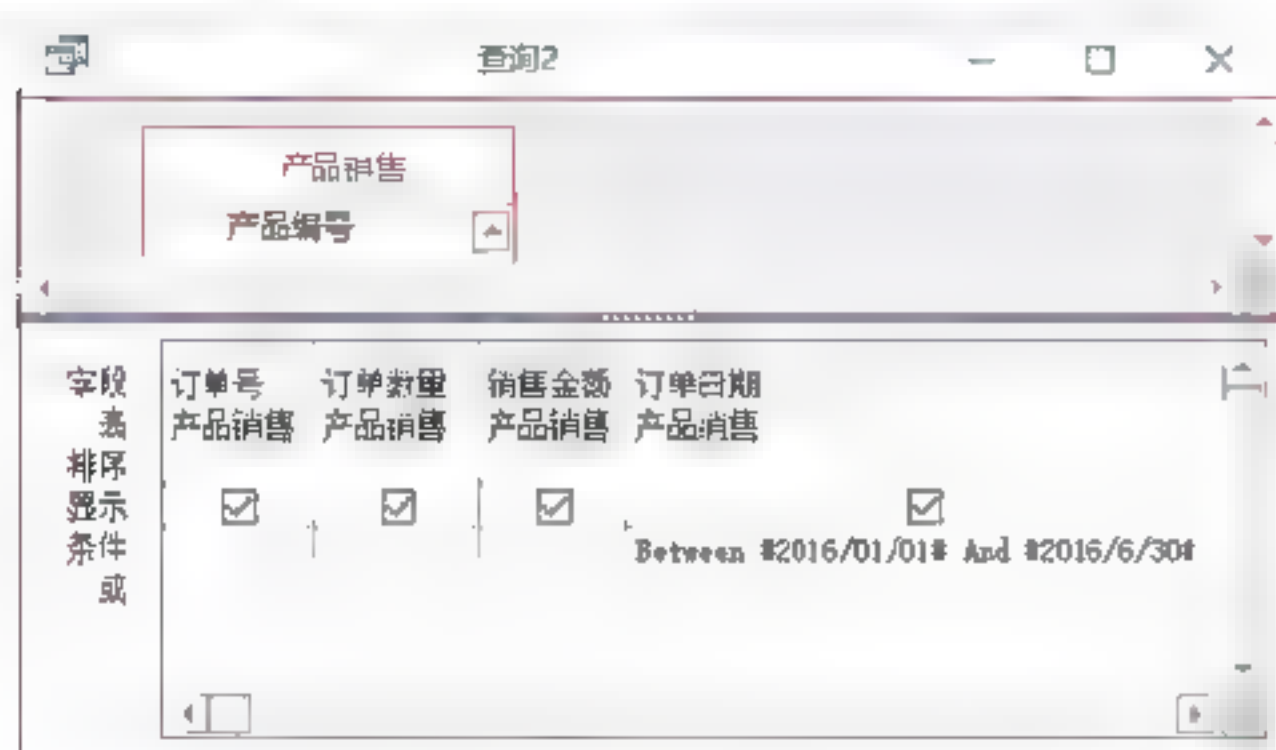 查询2
产品销售
产品编号
字段 订单号 订单数量 销售金额 订单日期
表 产品销售 产品销售 产品销售 产品销售
排序
显示
条件 Between #2016/01/01# And #2016/6/30#
或